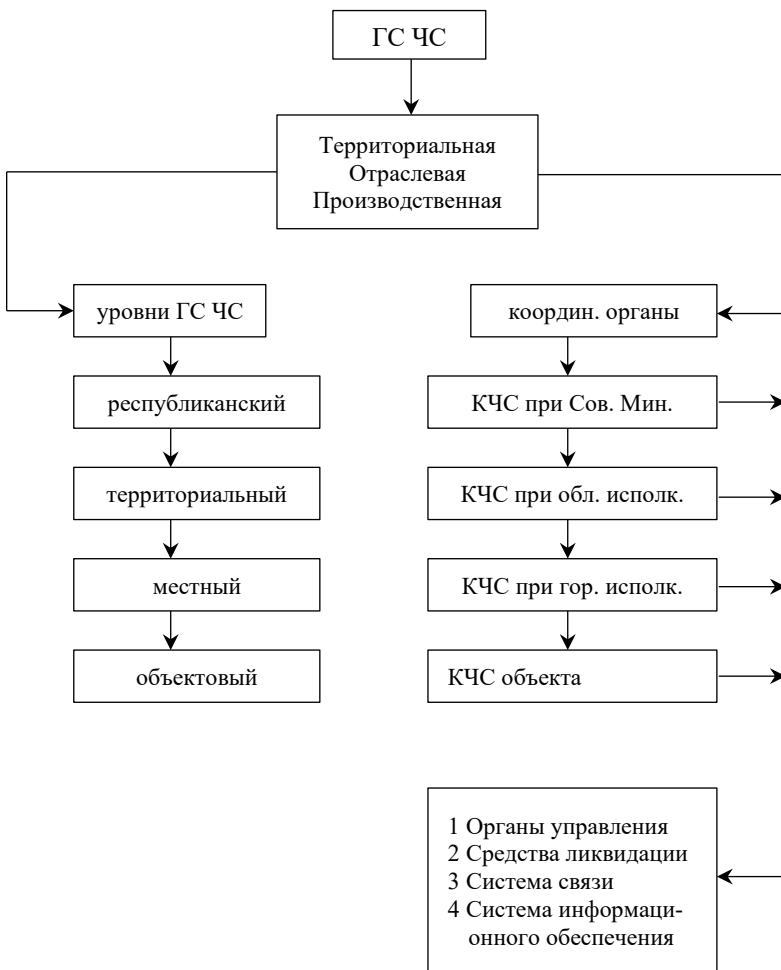 ГС ЧС
Территориальная
Отраслевая
Производственная
уровни ГС ЧС
республиканский
территориальный
местный
объектовый
координ. органы
КЧС при Сов. Мин.
КЧС при обл. исполк.
КЧС при гор. исполк.
КЧС объекта
1 Органы управления
2 Средства ликвидации
3 Система связи
4 Система информаци-
онного обеспечения